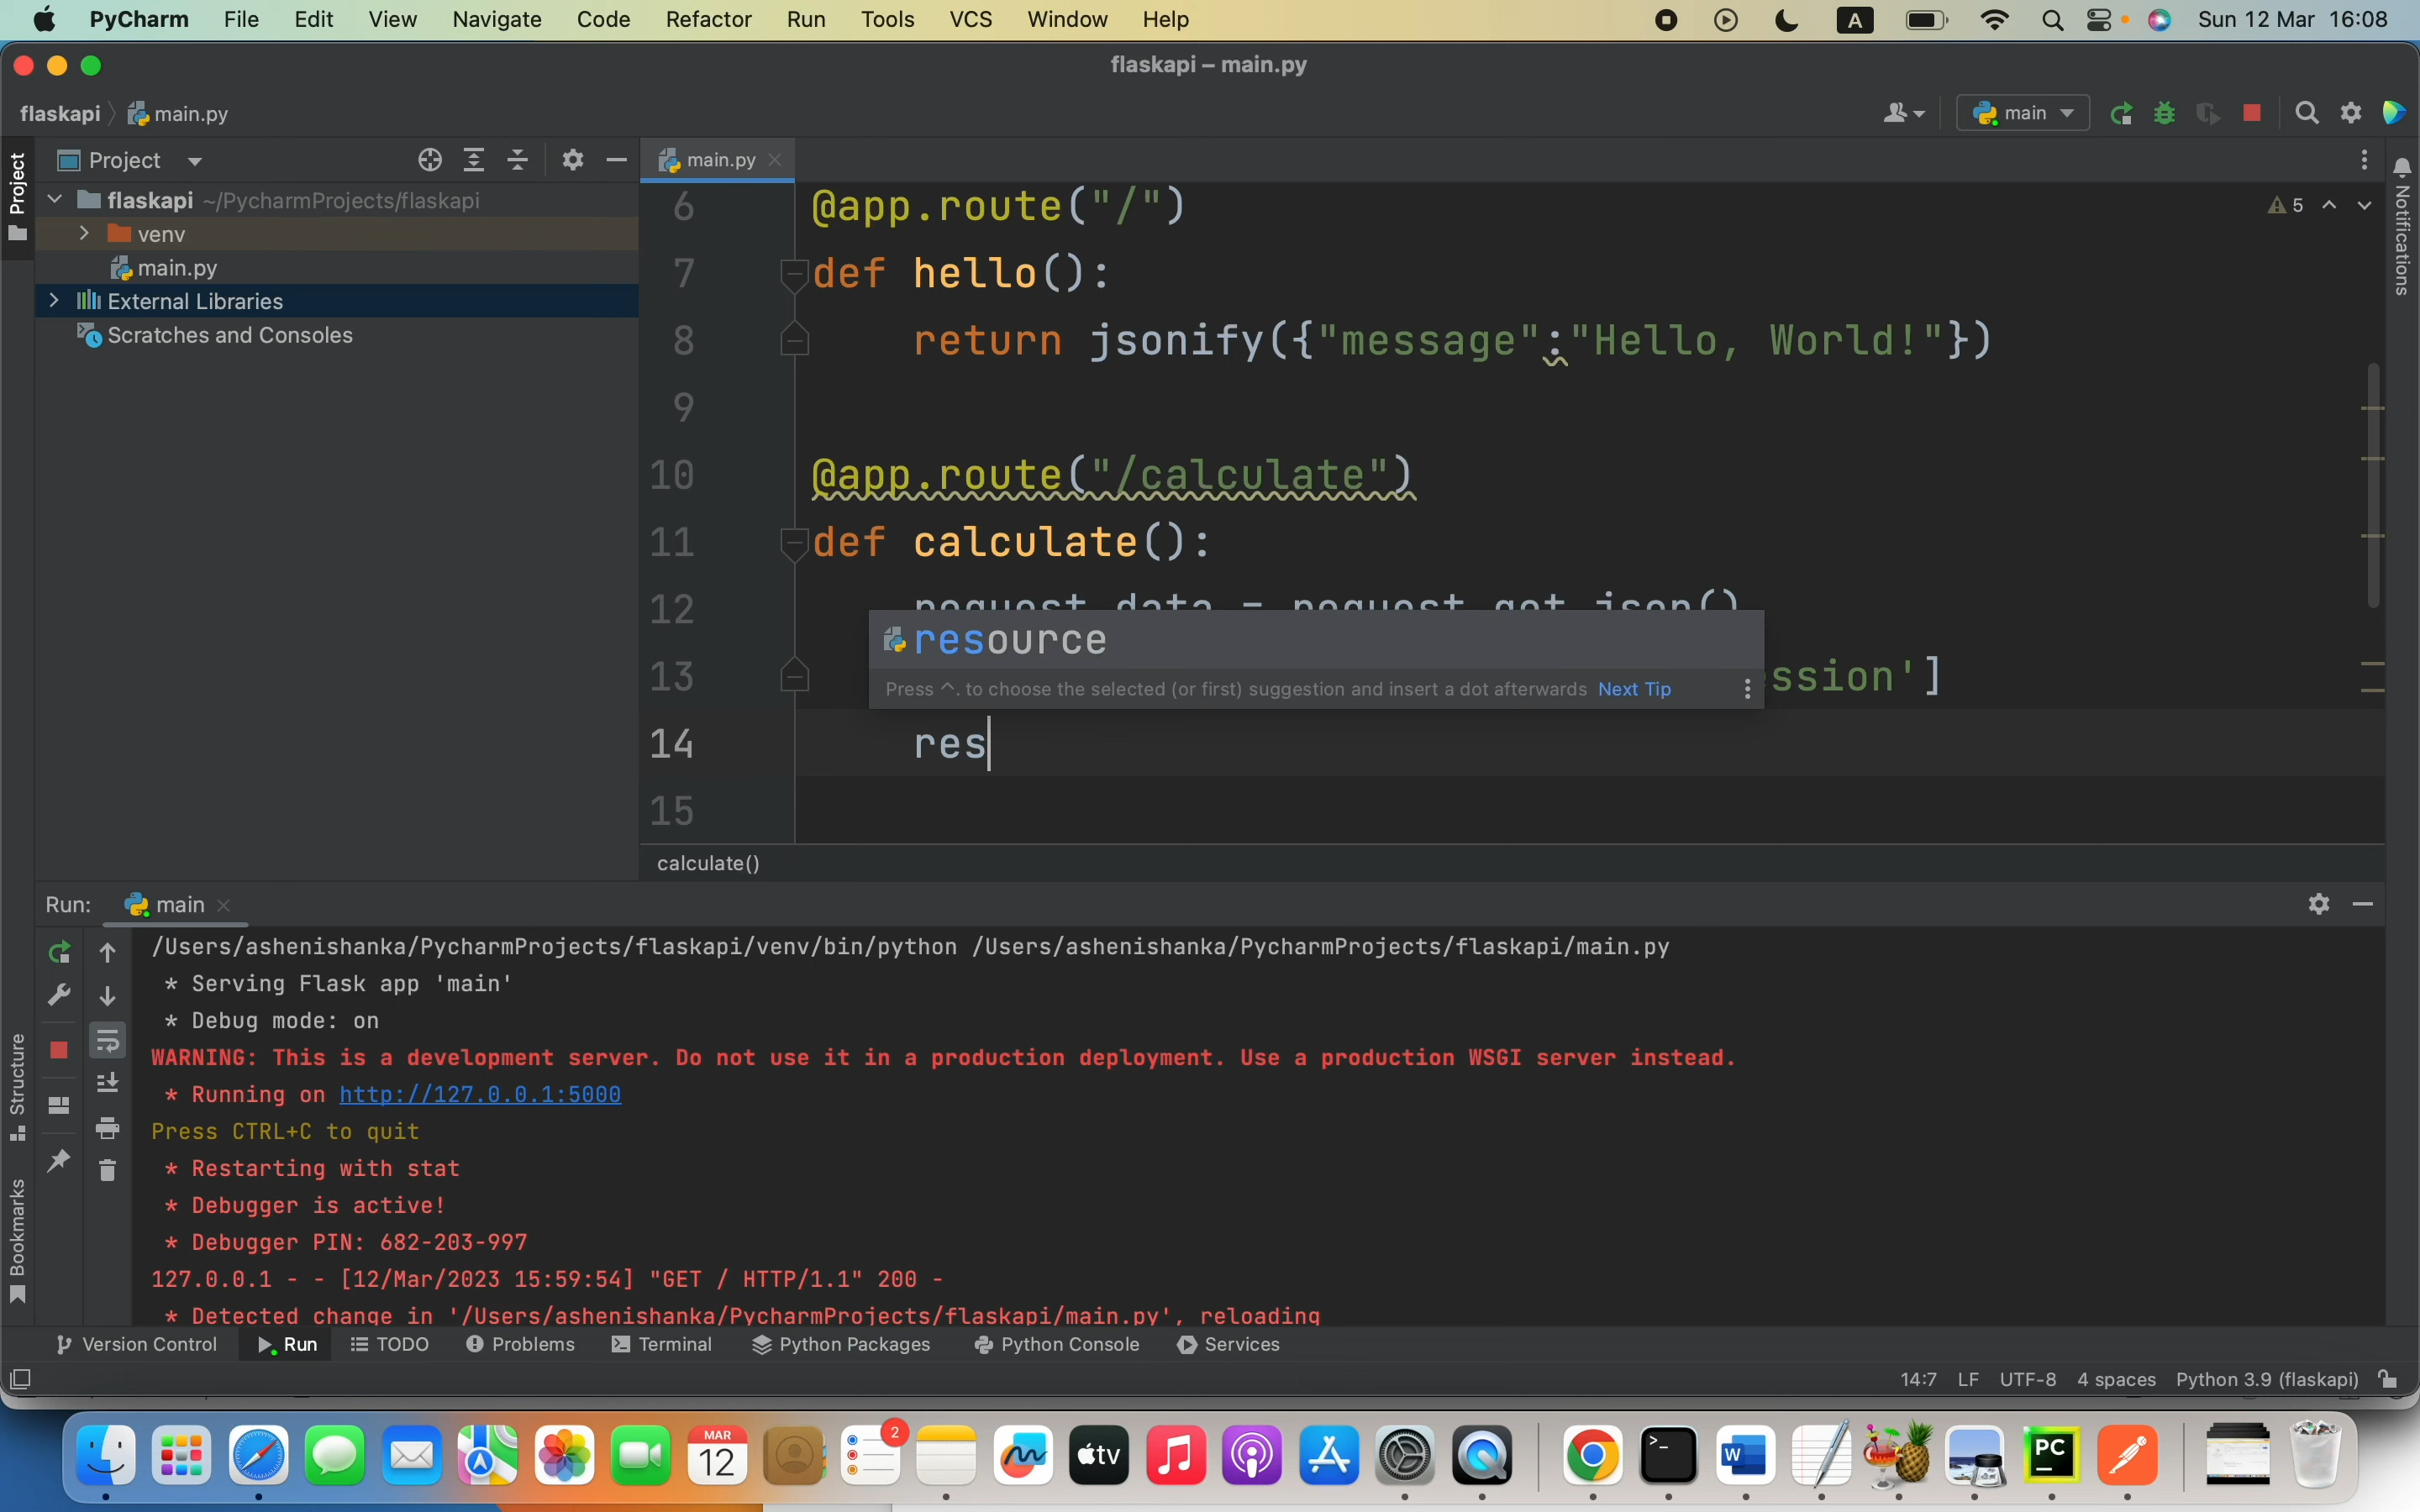 PyCharm File Edit View Navigate Code Refactor Run Tools VCS Window Help A Sun 12 Mar 16:08
flaskapi – main.py
flaskapi main.py main
Project
Project
main.py
flaskapi ~/PycharmProjects/flaskapi
venv
main.py
External Libraries
Scratches and Consoles
5
Notifications
6 @app.route("/")
7 def hello():
8 return jsonify({"message":"Hello, World!"})
9
10 @app.route("/calculate")
11 def calculate():
12 request_data = request.get_json()
resource
13 ssion']
Press ^. to choose the selected (or first) suggestion and insert a dot afterwards Next Tip
14 res
15
calculate()
Run: main
/Users/ashenishanka/PycharmProjects/flaskapi/venv/bin/python /Users/ashenishanka/PycharmProjects/flaskapi/main.py
* Serving Flask app 'main'
* Debug mode: on
WARNING: This is a development server. Do not use it in a production deployment. Use a production WSGI server instead.
* Running on http://127.0.0.1:5000
Press CTRL+C to quit
* Restarting with stat
* Debugger is active!
* Debugger PIN: 682-203-997
127.0.0.1 - - [12/Mar/2023 15:59:54] "GET / HTTP/1.1" 200 -
* Detected change in '/Users/ashenishanka/PycharmProjects/flaskapi/main.py', reloading
Structure
Bookmarks
Version Control Run TODO Problems Terminal Python Packages Python Console Services
14:7 LF UTF-8 4 spaces Python 3.9 (flaskapi)
MAR
12
2
tv
>_
W
PC